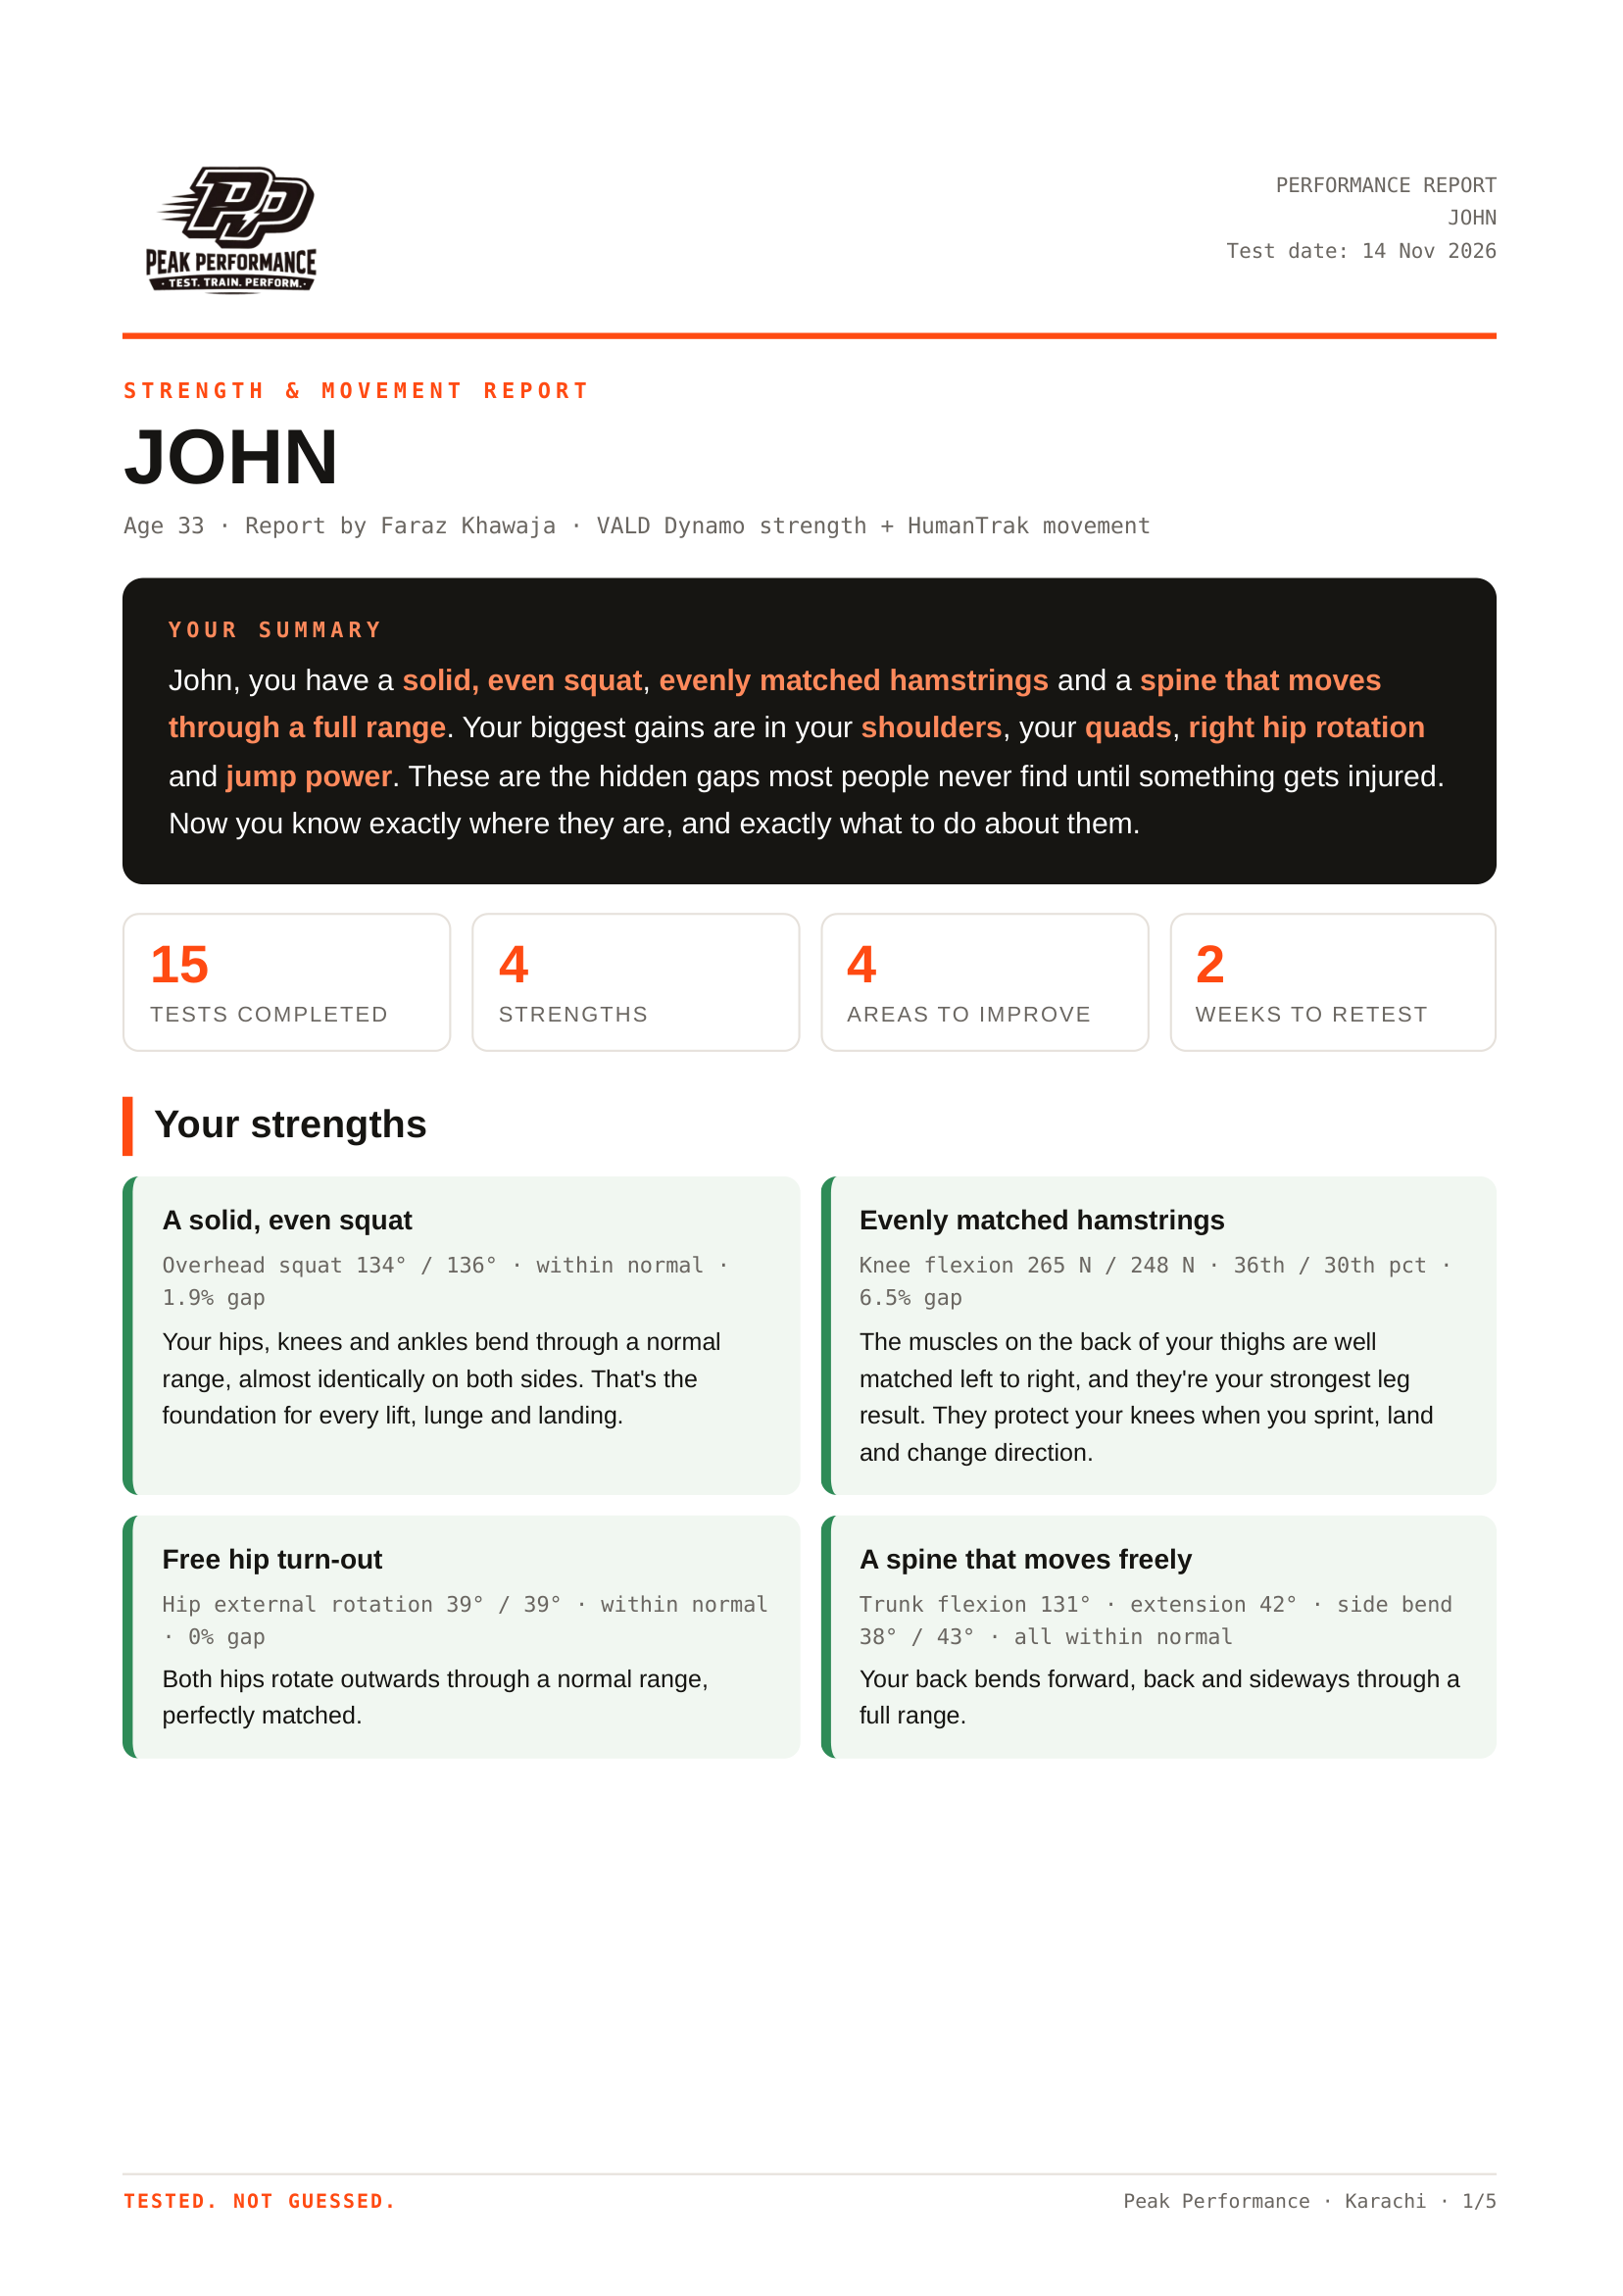 PP
PEAK PERFORMANCE
· TEST. TRAIN. PERFORM. ·
PERFORMANCE REPORT
JOHN
Test date: 14 Nov 2026
STRENGTH & MOVEMENT REPORT
JOHN
Age 33 · Report by Faraz Khawaja · VALD Dynamo strength + HumanTrak movement
YOUR SUMMARY
John, you have a solid, even squat, evenly matched hamstrings and a spine that moves
through a full range. Your biggest gains are in your shoulders, your quads, right hip rotation
and jump power. These are the hidden gaps most people never find until something gets injured.
Now you know exactly where they are, and exactly what to do about them.
15
TESTS COMPLETED
4
STRENGTHS
4
AREAS TO IMPROVE
2
WEEKS TO RETEST
Your strengths
A solid, even squat
Overhead squat 134° / 136° · within normal ·
1.9% gap
Your hips, knees and ankles bend through a normal
range, almost identically on both sides. That's the
foundation for every lift, lunge and landing.
Evenly matched hamstrings
Knee flexion 265 N / 248 N · 36th / 30th pct ·
6.5% gap
The muscles on the back of your thighs are well
matched left to right, and they're your strongest leg
result. They protect your knees when you sprint, land
and change direction.
Free hip turn-out
Hip external rotation 39° / 39° · within normal
· 0% gap
Both hips rotate outwards through a normal range,
perfectly matched.
A spine that moves freely
Trunk flexion 131° · extension 42° · side bend
38° / 43° · all within normal
Your back bends forward, back and sideways through a
full range.
TESTED. NOT GUESSED.
Peak Performance · Karachi · 1/5